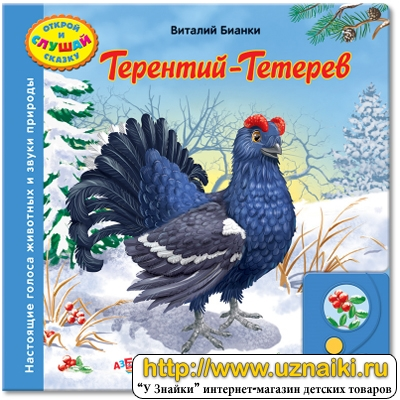 ОТКРОЙ И
СЛУШАЙ
СКАЗКУ
Виталий Бианки
Терентий-Тетерев
Настоящие голоса животных и звуки природы
http://www.uznaiki.ru
“У Знайки” интернет-магазин детских товаров